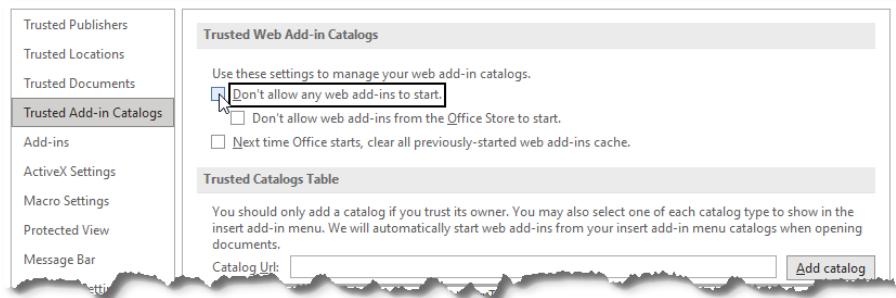 Trusted Publishers
Trusted Locations
Trusted Documents
Trusted Add-in Catalogs
Add-ins
ActiveX Settings
Macro Settings
Protected View
Message Bar
Trusted Web Add-in Catalogs
Use these settings to manage your web add-in catalogs.
Don't allow any web add-ins to start.
Don't allow web add-ins from the Office Store to start.
Next time Office starts, clear all previously-started web add-ins cache.
Trusted Catalogs Table
You should only add a catalog if you trust its owner. You may also select one of each catalog type to show in the
insert add-in menu. We will automatically start web add-ins from your insert add-in menu catalogs when opening
documents.
Catalog Url:
Add catalog